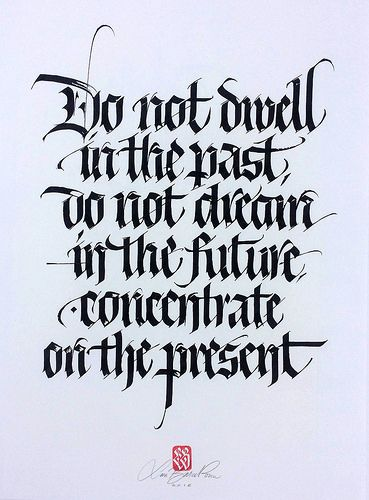 Do not dwell
in the past,
do not dream
in the future,
concentrate
on the present